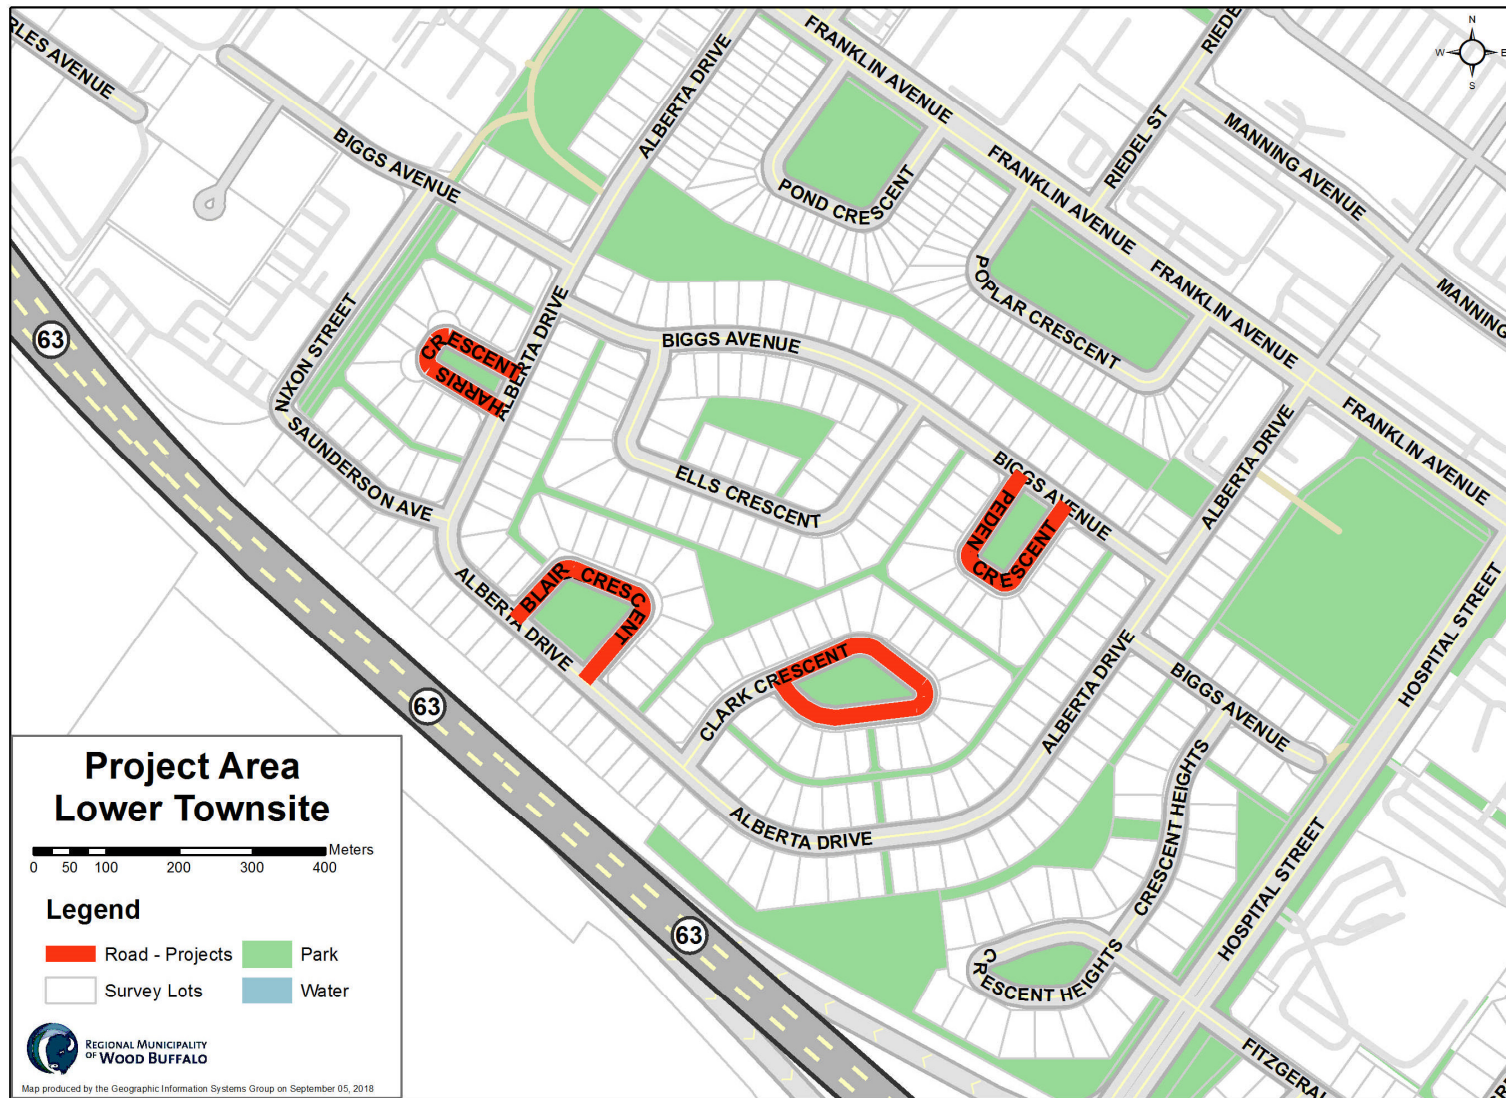 RLES AVENUE
BIGGS AVENUE
ALBERTA DRIVE
FRANKLIN AVENUE
RIEDE
N
W
E
S
RIEDEL ST
MANNING AVENUE
FRANKLIN AVENUE
POND CRESCENT
POPLAR CRESCENT
FRANKLIN AVENUE
MANNING
FRANKLIN AVENUE
63
NIXON STREET
CRESCENT
HARRIS
ALBERTA DRIVE
BIGGS AVENUE
SAUNDERSON AVE
ELLS CRESCENT
BIGGS AVENUE
PEDEN
CRESCENT
ALBERTA DRIVE
HOSPITAL STREET
ALBERTA DRIVE
BLAIR CRESCENT
CLARK CRESCENT
ALBERTA DRIVE
BIGGS AVENUE
63
ALBERTA DRIVE
CRESCENT HEIGHTS
HOSPITAL STREET
63
CRESCENT HEIGHTS
FITZGERAL
Project Area
Lower Townsite
Meters
0 50 100 200 300 400
Legend
Road - Projects
Park
Survey Lots
Water
REGIONAL MUNICIPALITY
OF WOOD BUFFALO
Map produced by the Geographic Information Systems Group on September 05, 2018